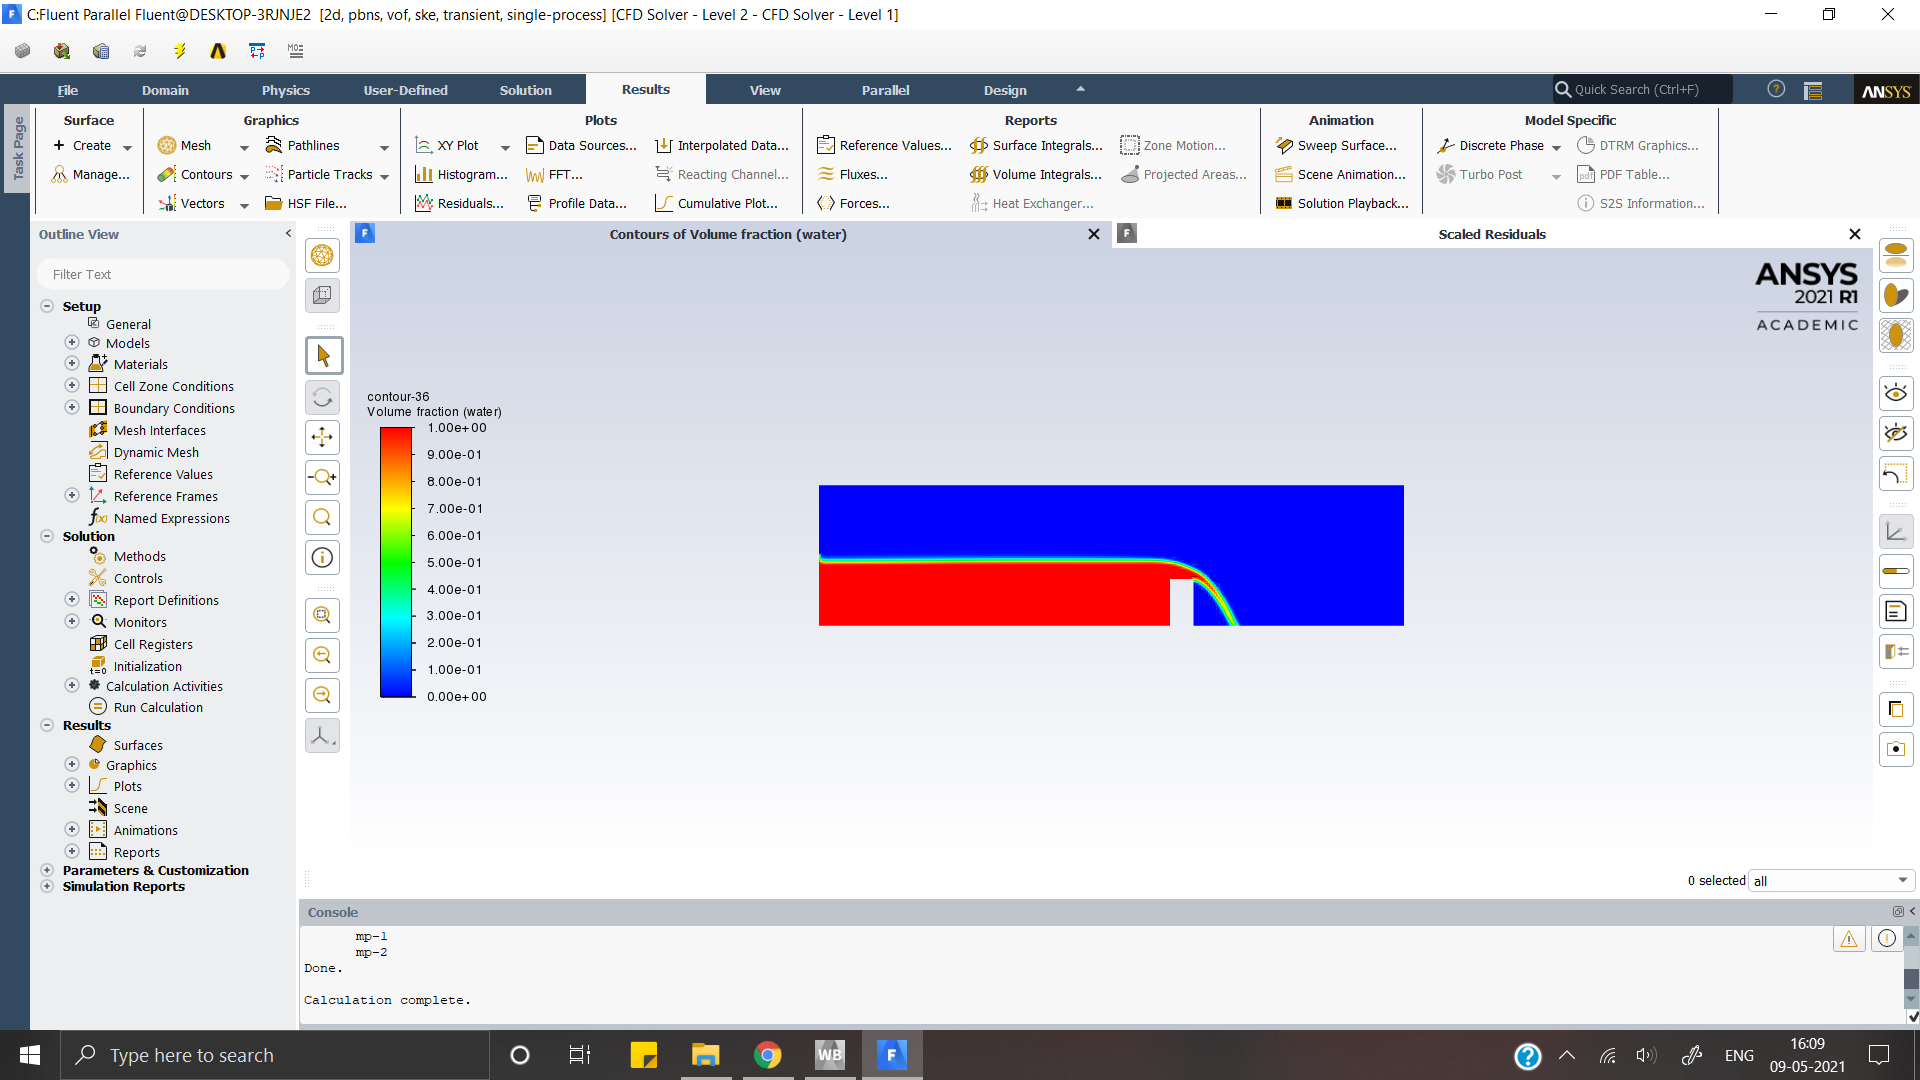 C:Fluent Parallel Fluent@DESKTOP-3RJNJE2 [2d, pbns, vof, ske, transient, single-process] [CFD Solver - Level 2 - CFD Solver - Level 1]
File Domain Physics User-Defined Solution Results View Parallel Design Quick Search (Ctrl+F) ANSYS
Task Page
Surface Graphics Plots Reports Animation Model Specific
Create Mesh Pathlines XY Plot Data Sources... Interpolated Data... Reference Values... Surface Integrals... Zone Motion... Sweep Surface... Discrete Phase DTRM Graphics...
Manage... Contours Particle Tracks Histogram... FFT... Reacting Channel... Fluxes... Volume Integrals... Projected Areas... Scene Animation... Turbo Post PDF Table...
Vectors HSF File... Residuals... Profile Data... Cumulative Plot... Forces... Heat Exchanger... Solution Playback... S2S Information...
Outline View
Filter Text
Setup
General
Models
Materials
Cell Zone Conditions
Boundary Conditions
Mesh Interfaces
Dynamic Mesh
Reference Values
Reference Frames
Named Expressions
Solution
Methods
Controls
Report Definitions
Monitors
Cell Registers
Initialization
Calculation Activities
Run Calculation
Results
Surfaces
Graphics
Plots
Scene
Animations
Reports
Parameters & Customization
Simulation Reports
Contours of Volume fraction (water)
Scaled Residuals
ANSYS
2021 R1
ACADEMIC
contour-36
Volume fraction (water)
1.00e+00
9.00e-01
8.00e-01
7.00e-01
6.00e-01
5.00e-01
4.00e-01
3.00e-01
2.00e-01
1.00e-01
0.00e+00
0 selected all
Console
mp-1
mp-2
Done.
Calculation complete.
Type here to search
WB
F
ENG
16:09
09-05-2021